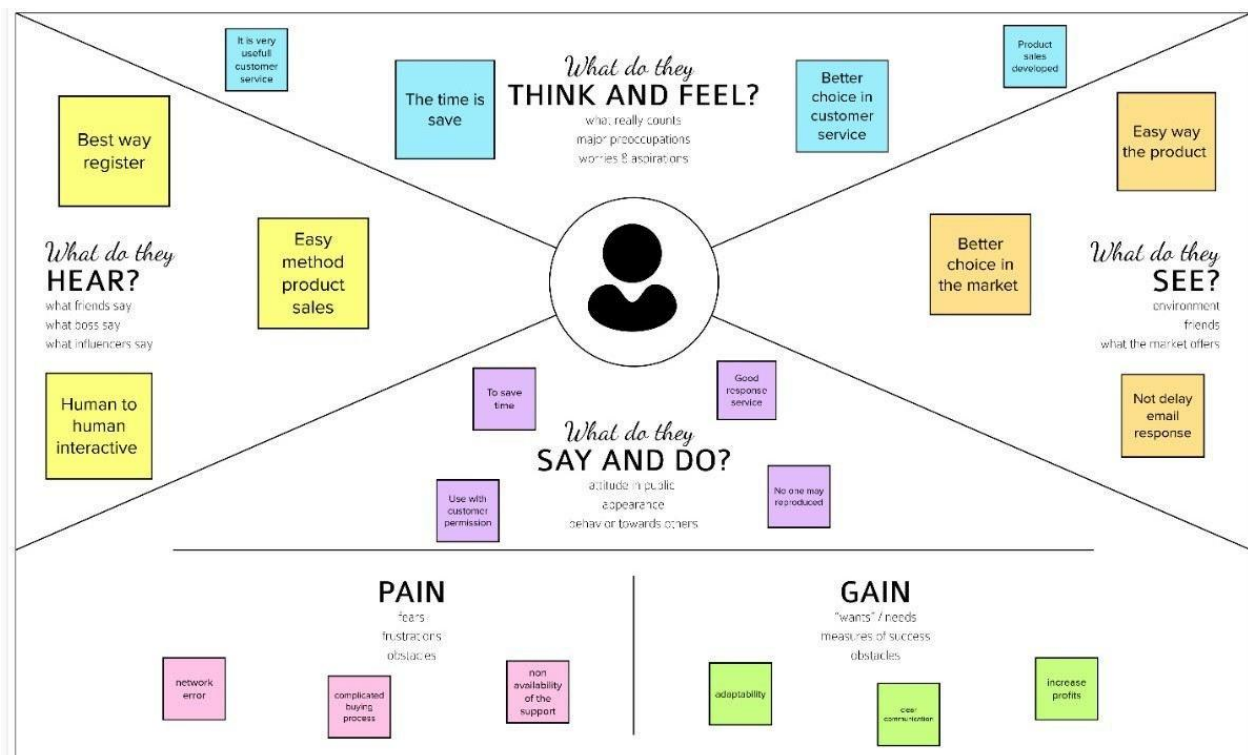 It is very
usefull
customer
service
The time is
save
What do they
THINK AND FEEL?
what really counts
major preoccupations
worries & aspirations
Better
choice in
customer
service
Product
sales
developed
Best way
register
Easy
method
product
sales
What do they
HEAR?
what friends say
what boss say
what influencers say
Human to
human
interactive
Easy way
the product
Better
choice in
the market
What do they
SEE?
environment
friends
what the market offers
Not delay
email
response
To save
time
Good
response
service
What do they
SAY AND DO?
attitude in public
appearance
behavior towards others
Use with
customer
permission
No one may
reproduced
PAIN
fears
frustrations
obstacles
network
error
complicated
buying
process
non
availability
of the
support
GAIN
"wants" / needs
measures of success
obstacles
adaptability
clear
communication
increase
profits